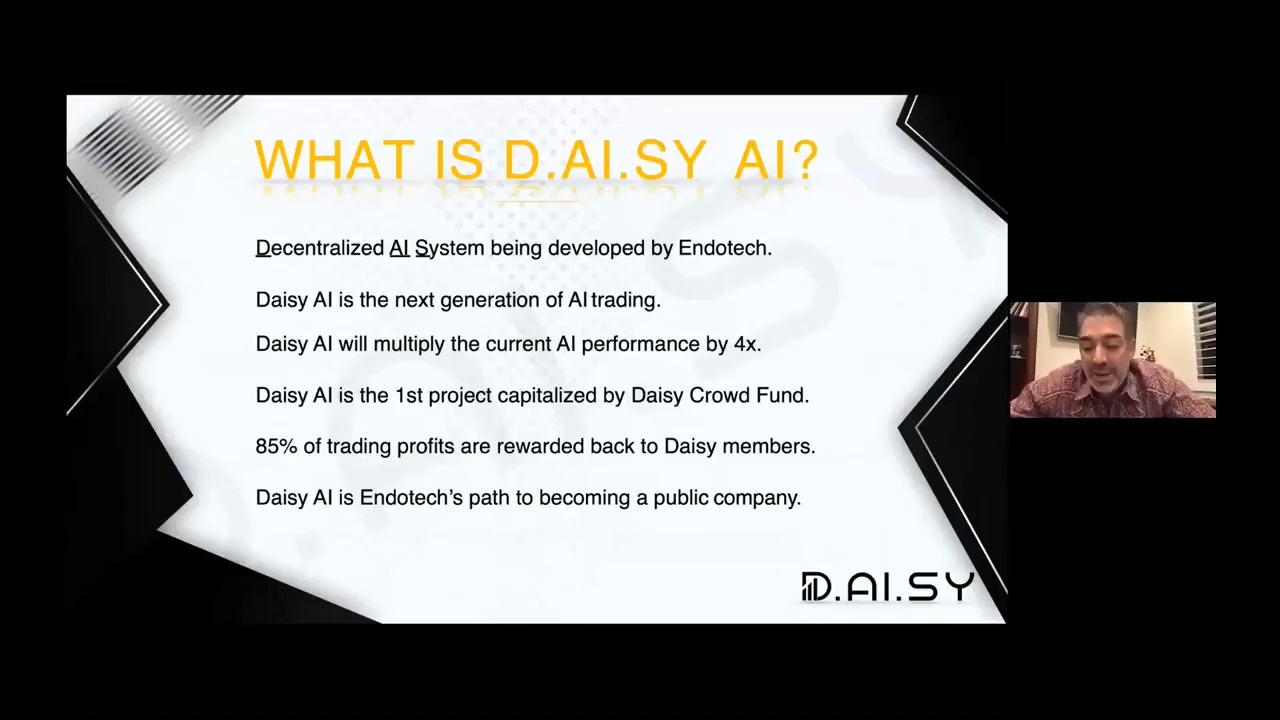 WHAT IS D.AI.SY AI?
Decentralized AI System being developed by Endotech.
Daisy AI is the next generation of AI trading.
Daisy AI will multiply the current AI performance by 4x.
Daisy AI is the 1st project capitalized by Daisy Crowd Fund.
85% of trading profits are rewarded back to Daisy members.
Daisy AI is Endotech’s path to becoming a public company.
D.AI.SY